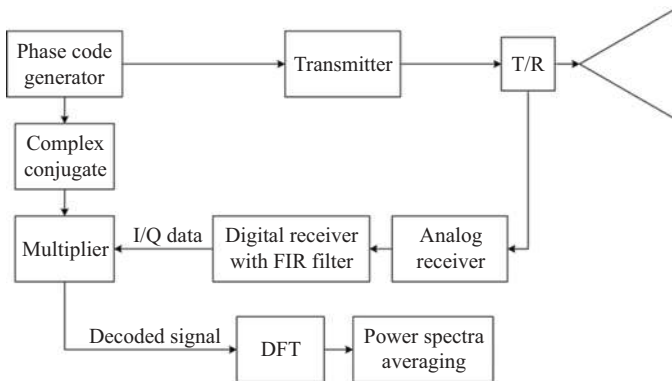 Phase code
generator
Transmitter
T/R
Complex
conjugate
Multiplier
I/Q data
Digital receiver
with FIR filter
Analog
receiver
Decoded signal
DFT
Power spectra
averaging